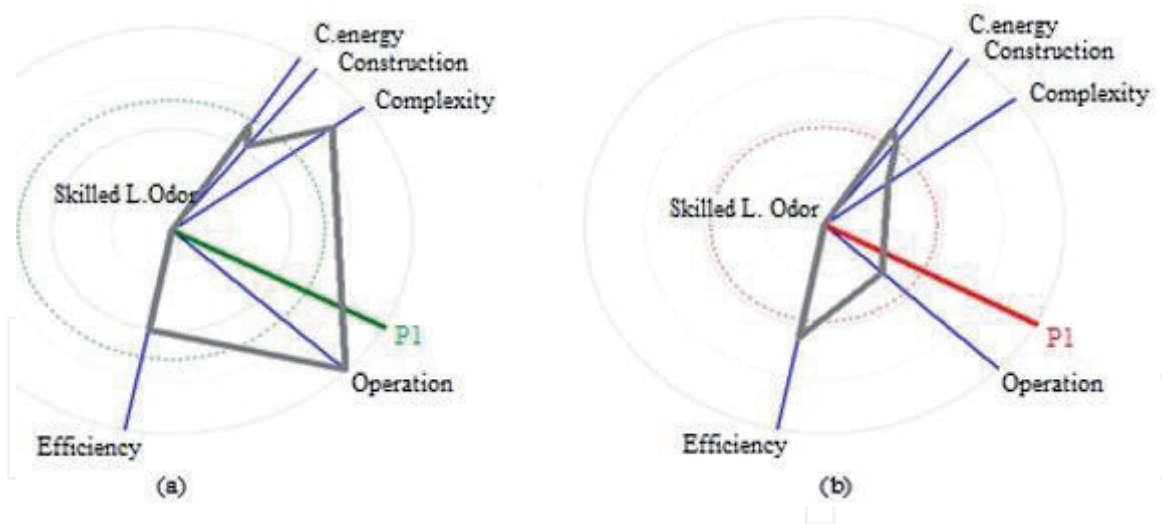 C.energy
Construction
Complexity
Skilled L.Odor
P1
Operation
Efficiency
(a)
C.energy
Construction
Complexity
Skilled L. Odor
P1
Operation
Efficiency
(b)